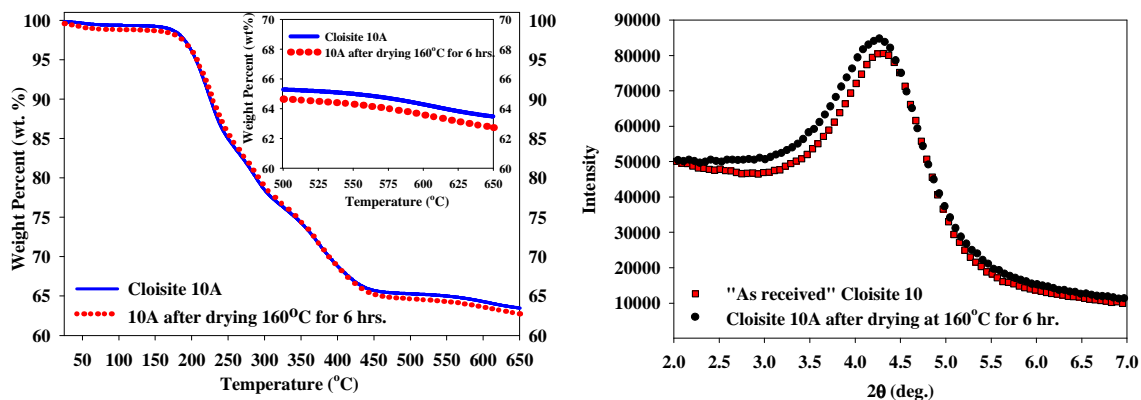 Weight Percent (wt. %)
100
95
90
85
80
75
70
65
60
50 100 150 200 250 300 350 400 450 500 550 600 650
Temperature (°C)
100
95
90
85
80
75
70
65
60
Cloisite 10A
10A after drying 160°C for 6 hrs.
Weight Percent (wt%)
70
68
66
64
62
60
500 525 550 575 600 625 650
Temperature (°C)
70
68
66
64
62
60
Cloisite 10A
10A after drying 160°C for 6 hrs.
Intensity
90000
80000
70000
60000
50000
40000
30000
20000
10000
2.0 2.5 3.0 3.5 4.0 4.5 5.0 5.5 6.0 6.5 7.0
2θ (deg.)
"As received" Cloisite 10
Cloisite 10A after drying at 160°C for 6 hr.